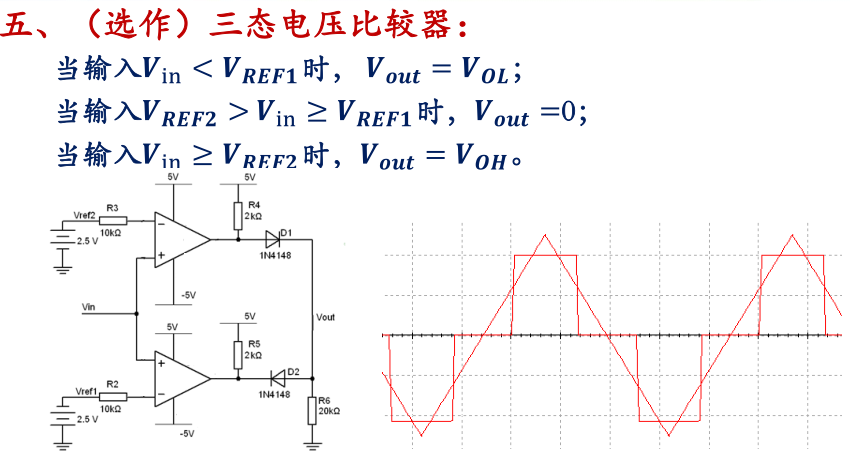 五、（选作）三态电压比较器：
当输入Vin < VREF1时， Vout = VOL；
当输入VREF2 > Vin ≥ VREF1时，Vout =0；
当输入Vin ≥ VREF2时，Vout = VOH。
5V
5V
R4
2kΩ
Vref2
R3
10kΩ
2.5 V
D1
1N4148
-5V
Vin
Vout
5V
5V
R5
2kΩ
D2
1N4148
Vref1
R2
10kΩ
2.5 V
R6
20kΩ
-5V